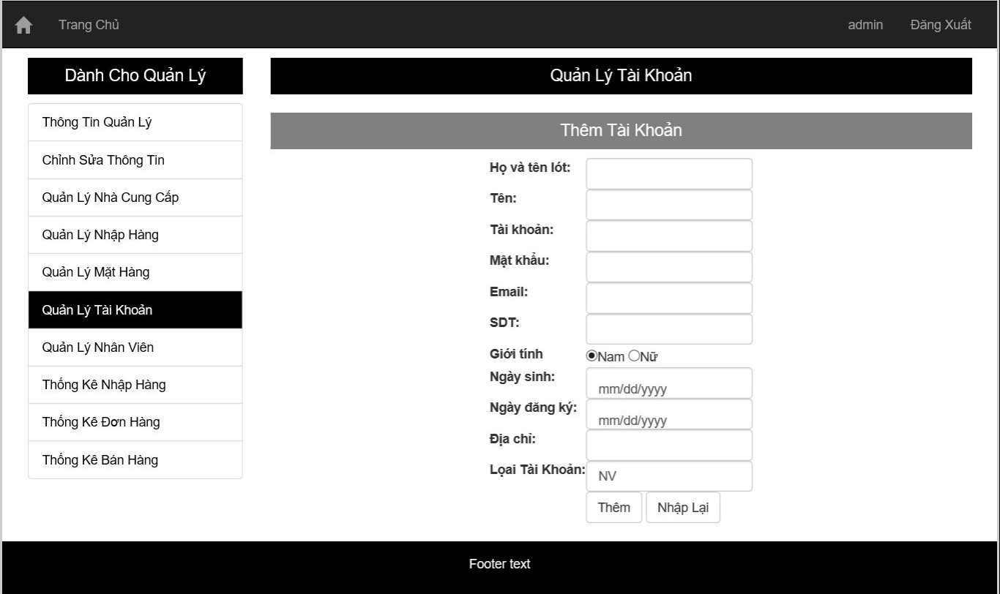 Trang Chủ admin Đăng Xuất
Dành Cho Quản Lý
Thông Tin Quản Lý
Chỉnh Sửa Thông Tin
Quản Lý Nhà Cung Cấp
Quản Lý Nhập Hàng
Quản Lý Mặt Hàng
Quản Lý Tài Khoản
Quản Lý Nhân Viên
Thống Kê Nhập Hàng
Thống Kê Đơn Hàng
Thống Kê Bán Hàng
Quản Lý Tài Khoản
Thêm Tài Khoản
Họ và tên lót:
Tên:
Tài khoản:
Mật khẩu:
Email:
SDT:
Giới tính Nam Nữ
Ngày sinh: mm/dd/yyyy
Ngày đăng ký: mm/dd/yyyy
Địa chỉ:
Lọai Tài Khoản: NV
Thêm Nhập Lại
Footer text